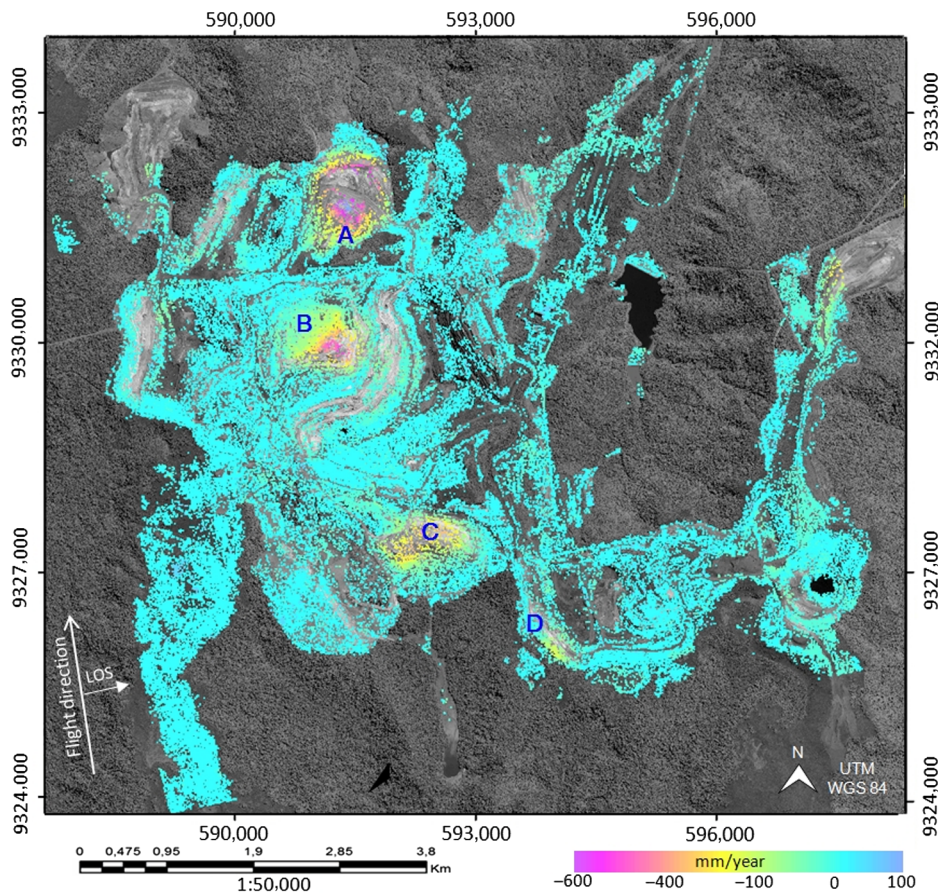 590,000 593,000 596,000
9333,000 9333,000
A
B
9330.000 9330.000
C
9327.000 9327.000
D
Flight direction
LOS
N
UTM
WGS 84
9324.000 9324.000
590,000 593,000 596,000
0 0,475 0,95 1.9 2,85 3,8
Km
1:50.000
mm/year
−600 −400 −200 −100 0 100